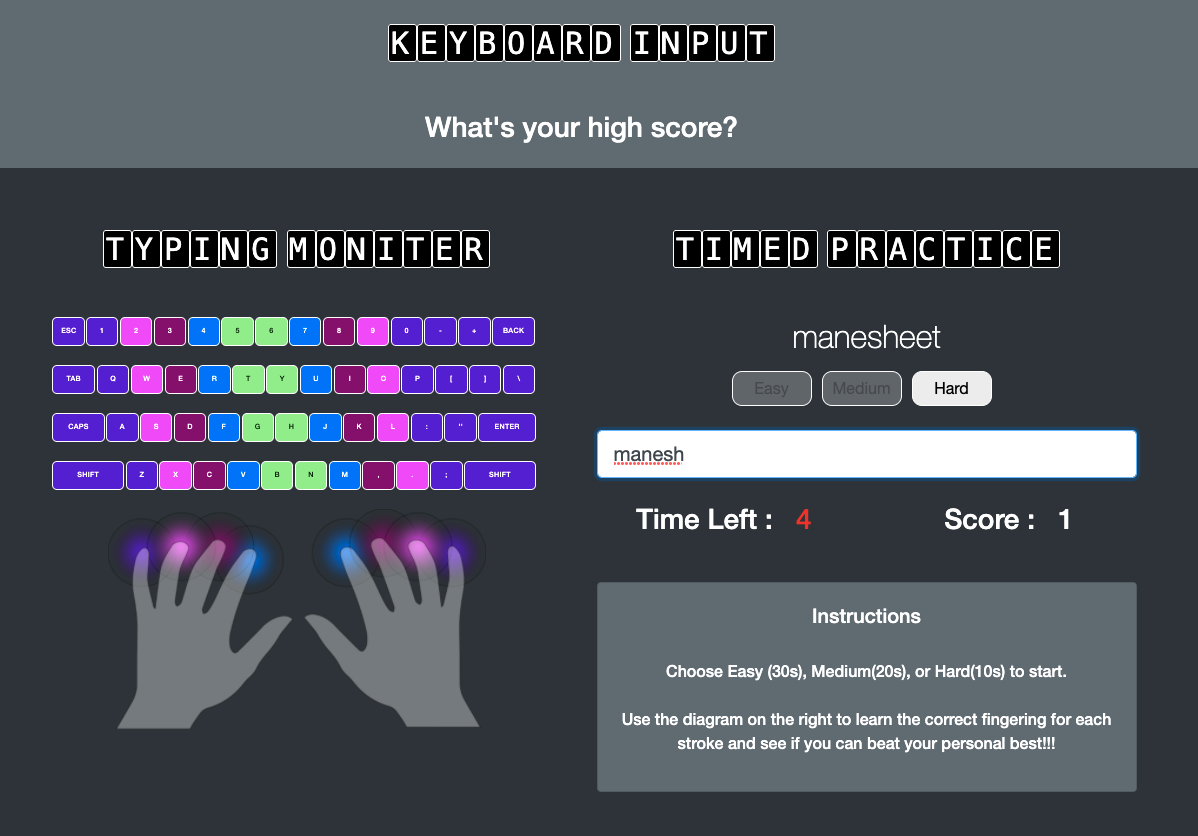 KEYBOARD INPUT
What's your high score?
TYPING MONITER
ESC 1 2 3 4 5 6 7 8 9 0 - + BACK
TAB Q W E R T Y U I O P [ ] \
CAPS A S D F G H J K L : " ENTER
SHIFT Z X C V B N M , . ; SHIFT
TIMED PRACTICE
manesheet
Easy Medium Hard
manesh
Time Left : 4 Score : 1
Instructions
Choose Easy (30s), Medium(20s), or Hard(10s) to start.
Use the diagram on the right to learn the correct fingering for each
stroke and see if you can beat your personal best!!!